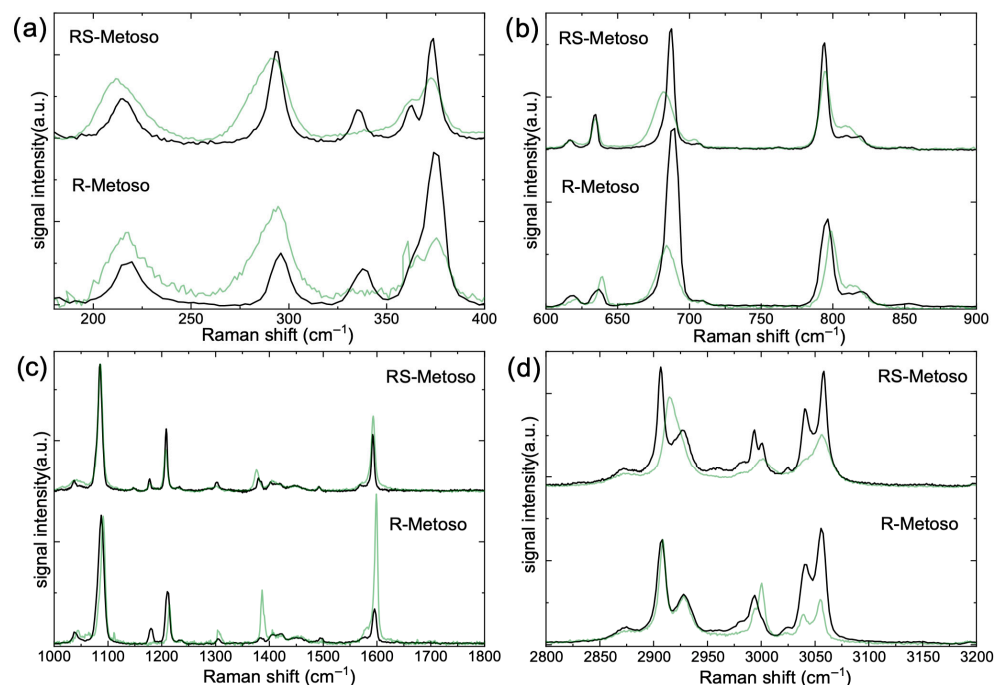 (a)
RS-Metoso
R-Metoso
signal intensity(a.u.)
200 250 300 350 400
Raman shift (cm⁻¹)
(b)
RS-Metoso
R-Metoso
signal intensity(a.u.)
600 650 700 750 800 850 900
Raman shift (cm⁻¹)
(c)
RS-Metoso
R-Metoso
signal intensity(a.u.)
1000 1100 1200 1300 1400 1500 1600 1700 1800
Raman shift (cm⁻¹)
(d)
RS-Metoso
R-Metoso
signal intensity(a.u.)
2800 2850 2900 2950 3000 3050 3100 3150 3200
Raman shift (cm⁻¹)